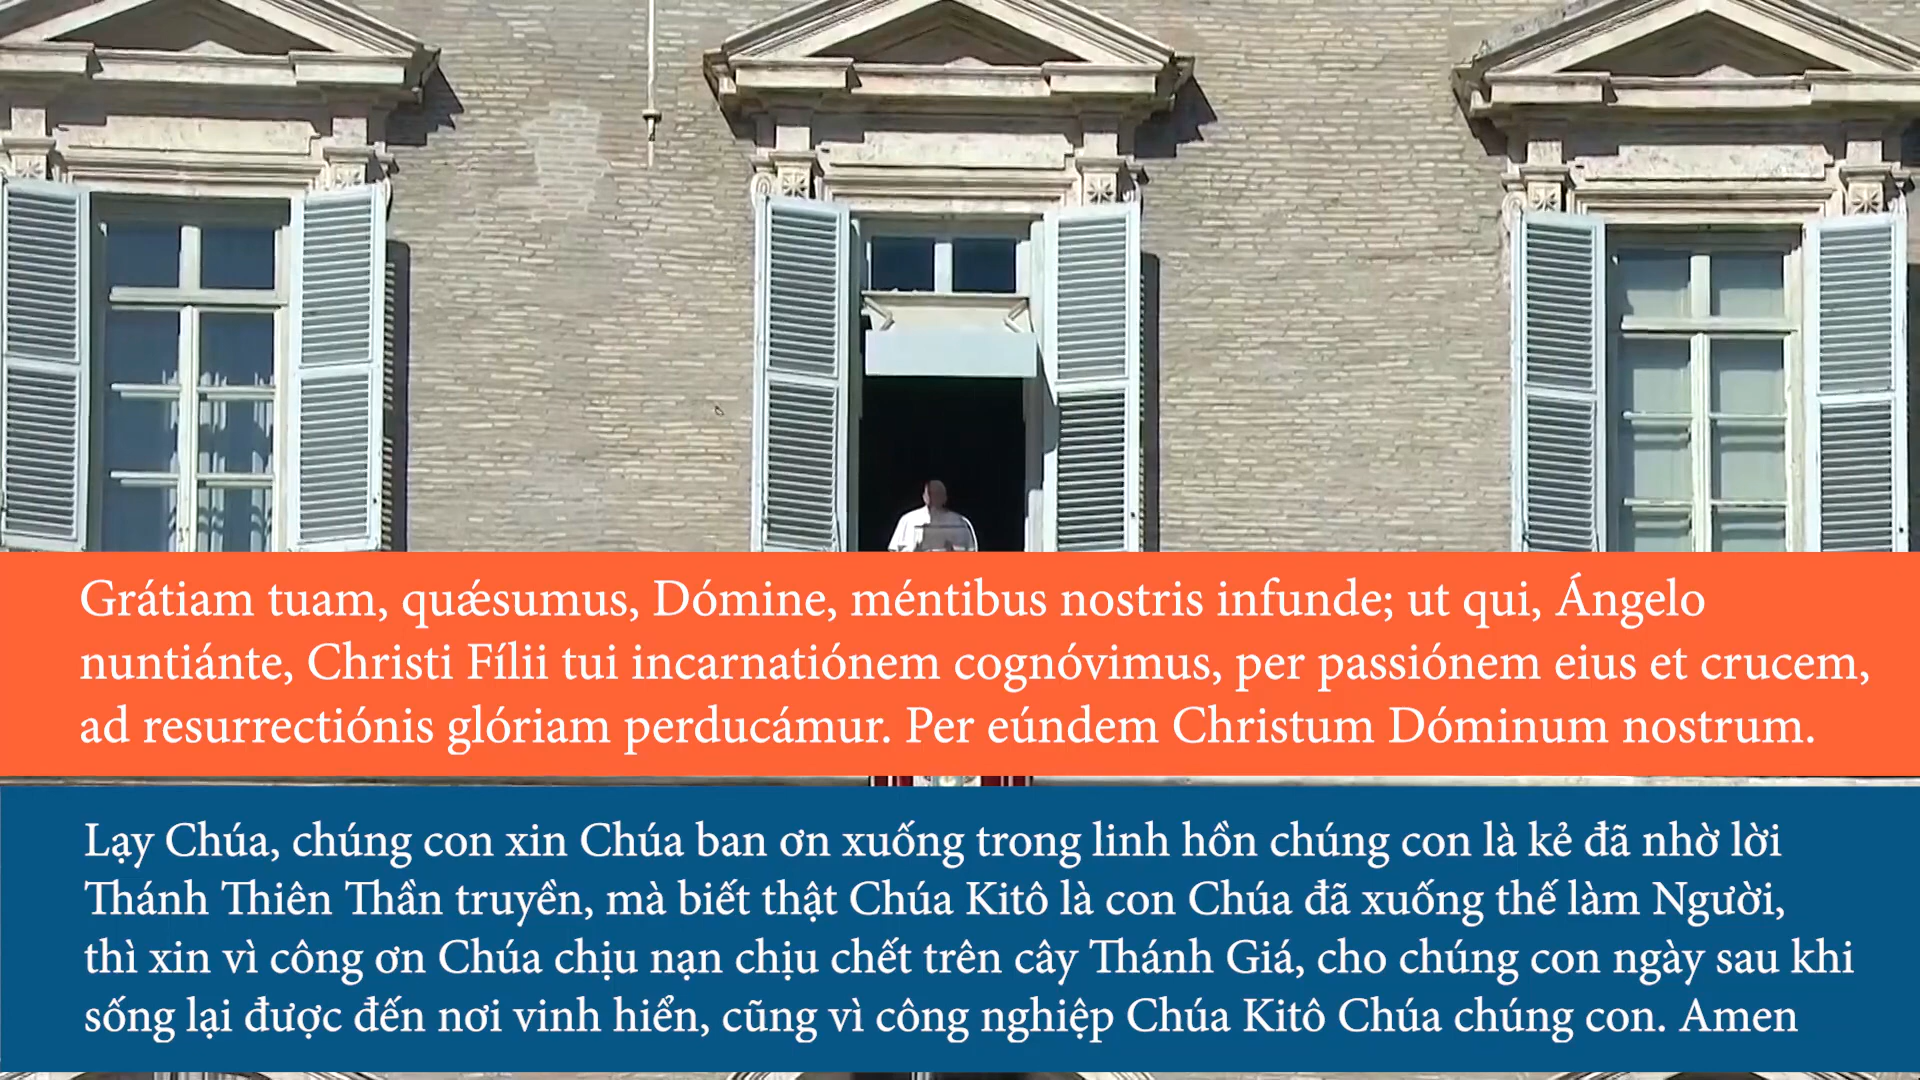 Grátiam tuam, quǽsumus, Dómine, méntibus nostris infunde; ut qui, Ángelo
nuntiánte, Christi Fílii tui incarnatiónem cognóvimus, per passiónem eius et crucem,
ad resurrectiónis glóriam perducámur. Per eúndem Christum Dóminum nostrum.
Lạy Chúa, chúng con xin Chúa ban ơn xuống trong linh hồn chúng con là kẻ đã nhờ lời
Thánh Thiên Thần truyền, mà biết thật Chúa Kitô là con Chúa đã xuống thế làm Người,
thì xin vì công ơn Chúa chịu nạn chịu chết trên cây Thánh Giá, cho chúng con ngày sau khi
sống lại được đến nơi vinh hiển, cũng vì công nghiệp Chúa Kitô Chúa chúng con. Amen